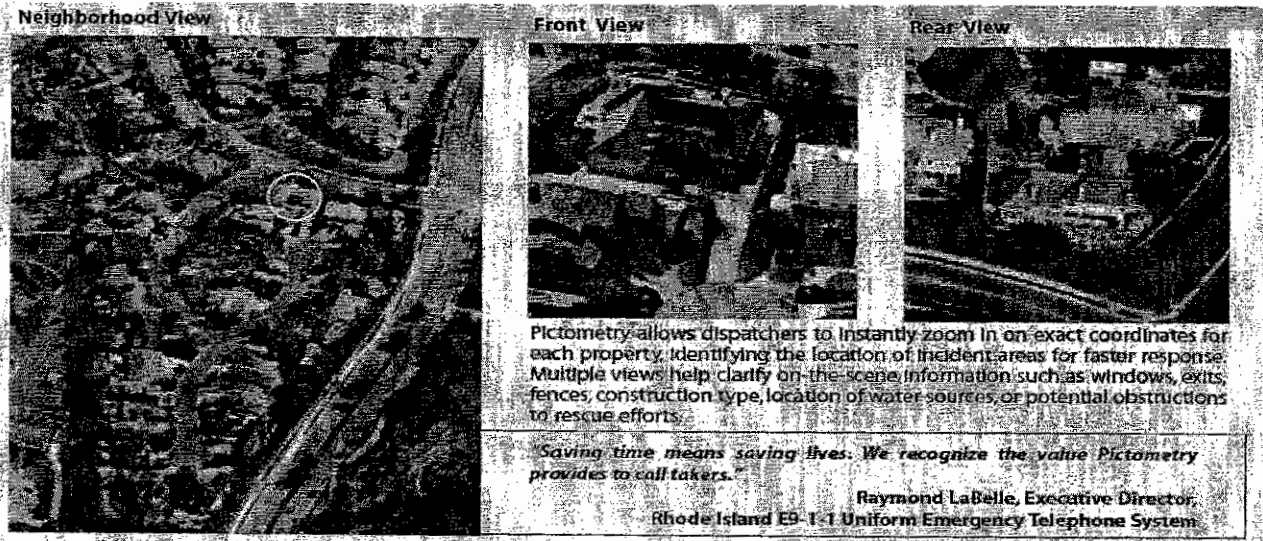 Neighborhood View
Front View
Rear View
Pictometry allows dispatchers to instantly zoom in on exact coordinates for
each property, identifying the location of incident areas for faster response.
Multiple views help clarify on-the-scene information such as windows, exits,
fences, construction type, location of water sources, or potential obstructions
to rescue efforts.
"Saving time means saving lives. We recognize the value Pictometry
provides to call takers."
Raymond LaBelle, Executive Director,
Rhode Island E9-1-1 Uniform Emergency Telephone System